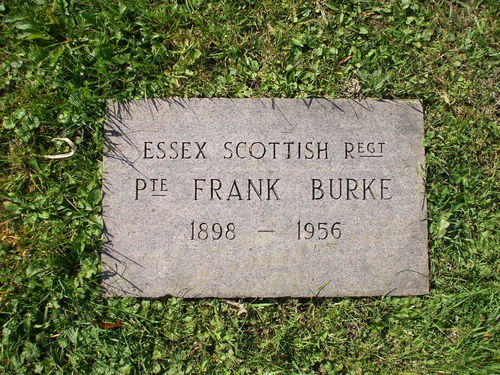 ESSEX SCOTTISH REGT
PTE FRANK BURKE
1898 — 1956